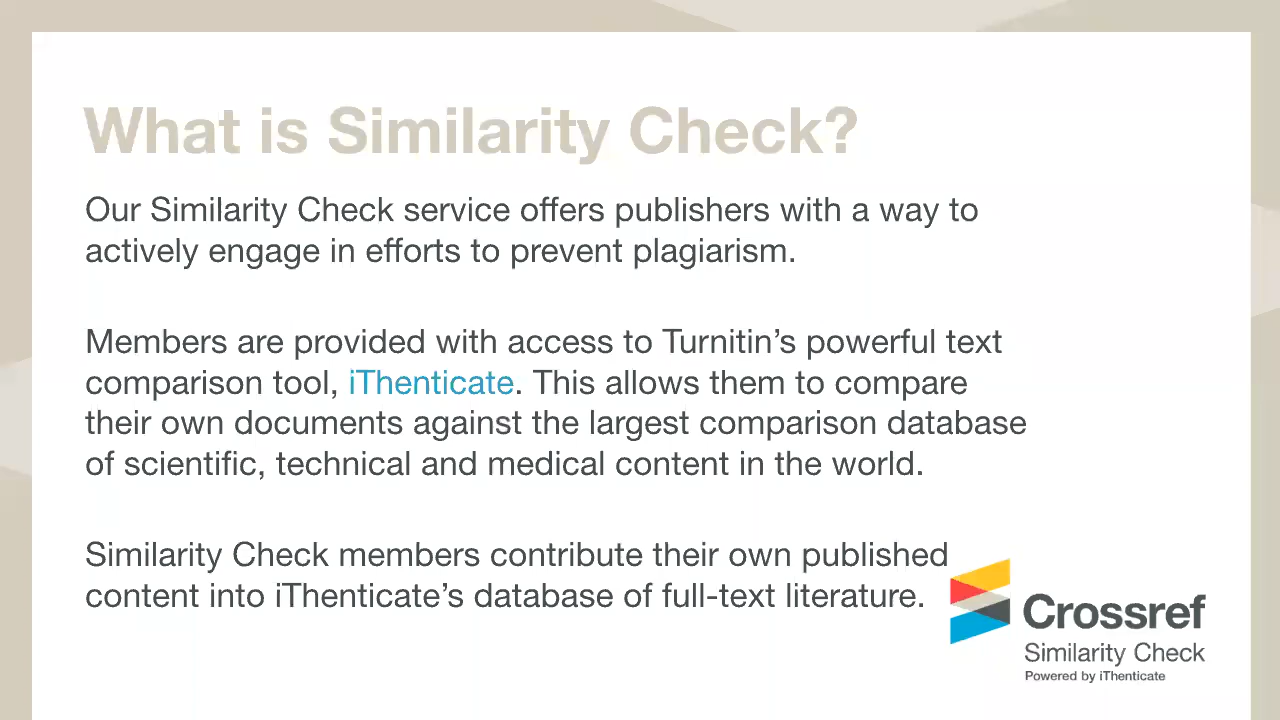 What is Similarity Check?
Our Similarity Check service offers publishers with a way to
actively engage in efforts to prevent plagiarism.
Members are provided with access to Turnitin’s powerful text
comparison tool, iThenticate. This allows them to compare
their own documents against the largest comparison database
of scientific, technical and medical content in the world.
Similarity Check members contribute their own published
content into iThenticate’s database of full-text literature.
Crossref
Similarity Check
Powered by iThenticate